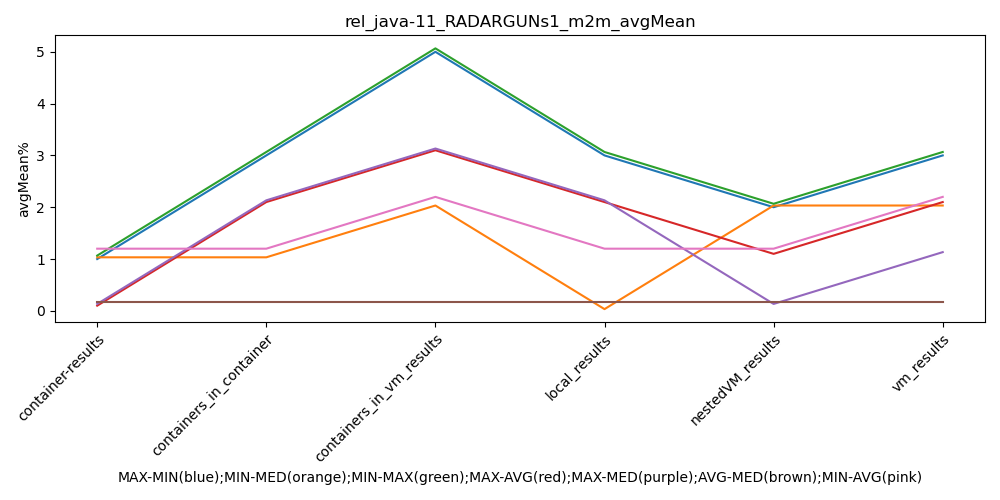 rel_java-11_RADARGUNs1_m2m_avgMean
avgMean%
5
4
3
2
1
0
container-results
containers_in_container
containers_in_vm_results
local_results
nestedVM_results
vm_results
MAX-MIN(blue);MIN-MED(orange);MIN-MAX(green);MAX-AVG(red);MAX-MED(purple);AVG-MED(brown);MIN-AVG(pink)